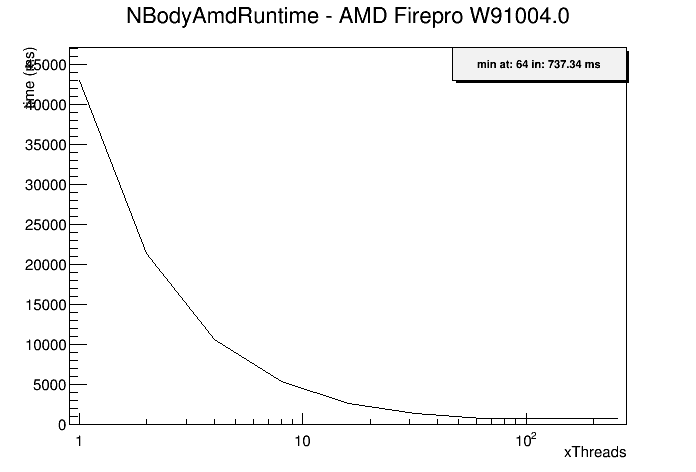 NBodyAmdRuntime - AMD Firepro W91004.0
min at: 64 in: 737.34 ms
time (ms)
45000
40000
35000
30000
25000
20000
15000
10000
5000
0
1 10 10²
xThreads